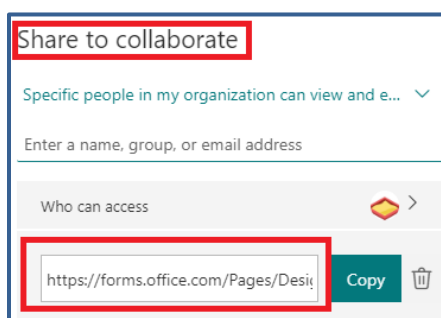 Share to collaborate
Specific people in my organization can view and e...
Enter a name, group, or email address
Who can access
https://forms.office.com/Pages/Desig
Copy